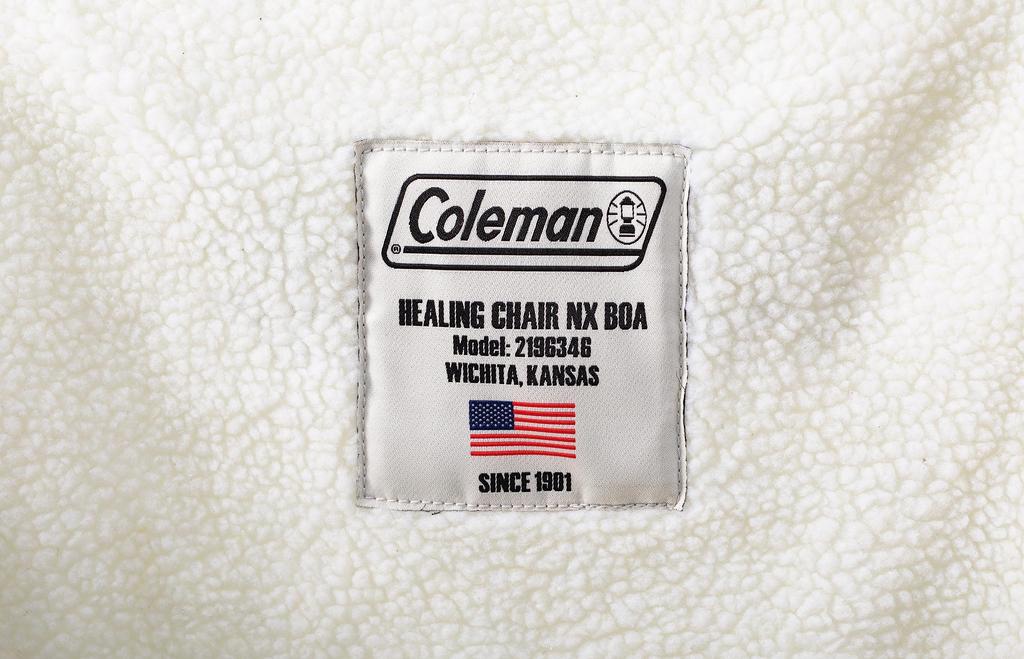 Coleman
®
HEALING CHAIR NX BOA
Model: 2196346
WICHITA, KANSAS
SINCE 1901